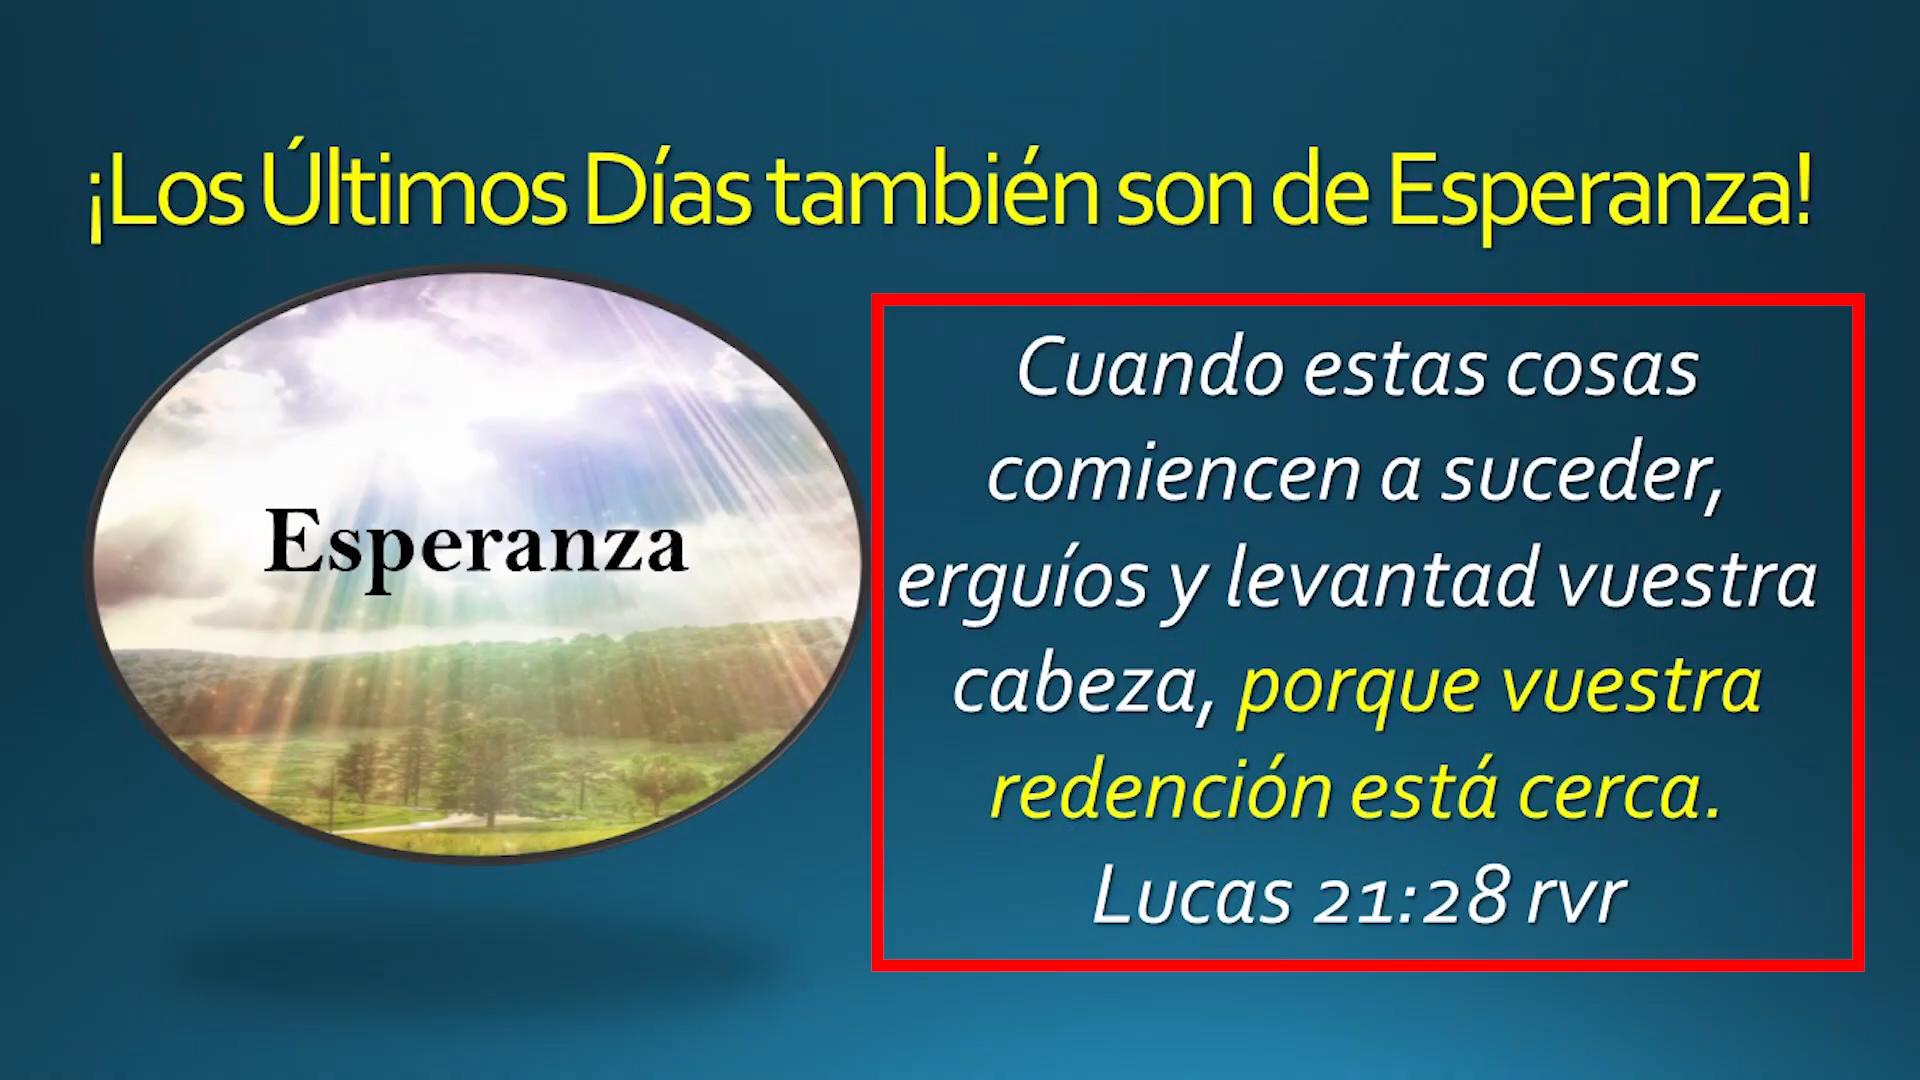 ¡Los Últimos Días también son de Esperanza!
Esperanza
Cuando estas cosas
comiencen a suceder,
erguíos y levantad vuestra
cabeza, porque vuestra
redención está cerca.
Lucas 21:28 rvr